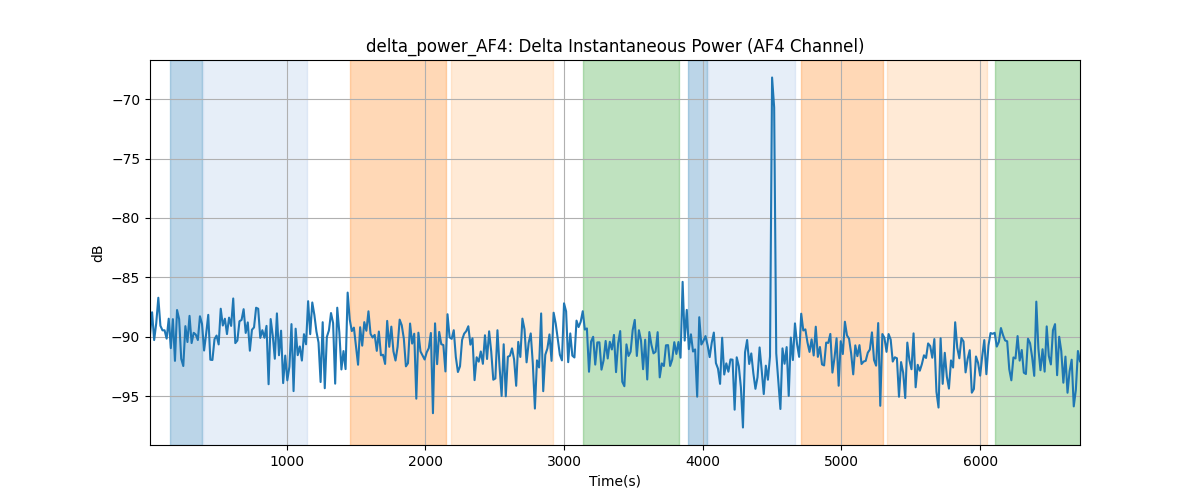 delta_power_AF4: Delta Instantaneous Power (AF4 Channel)
dB
−70
−75
−80
−85
−90
−95
1000 2000 3000 4000 5000 6000
Time(s)